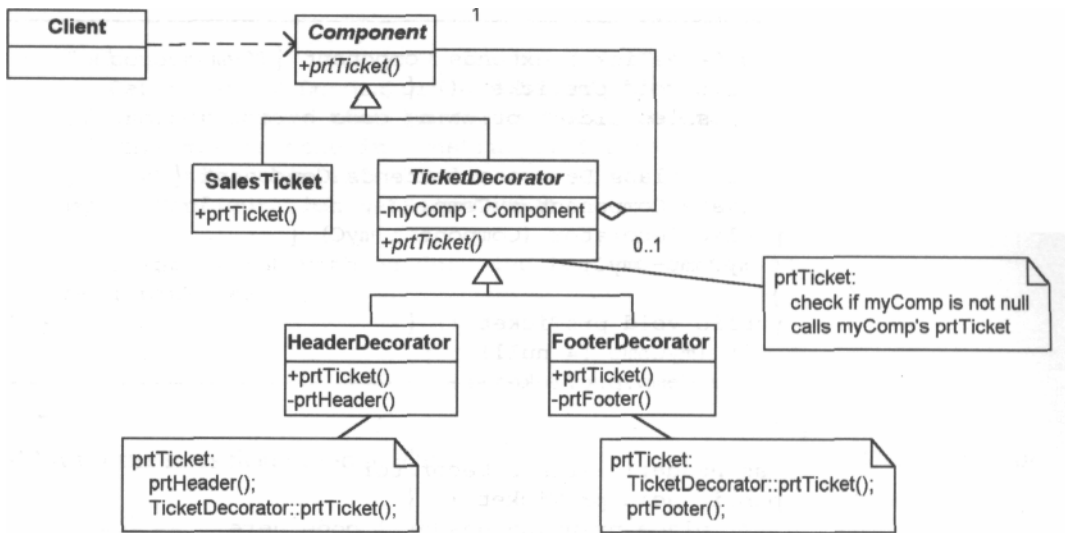 Client
Component
+prtTicket()
1
SalesTicket
+prtTicket()
TicketDecorator
-myComp : Component
+prtTicket()
0..1
prtTicket:
check if myComp is not null
calls myComp's prtTicket
HeaderDecorator
+prtTicket()
-prtHeader()
FooterDecorator
+prtTicket()
-prtFooter()
prtTicket:
prtHeader();
TicketDecorator::prtTicket();
prtTicket:
TicketDecorator::prtTicket();
prtFooter();